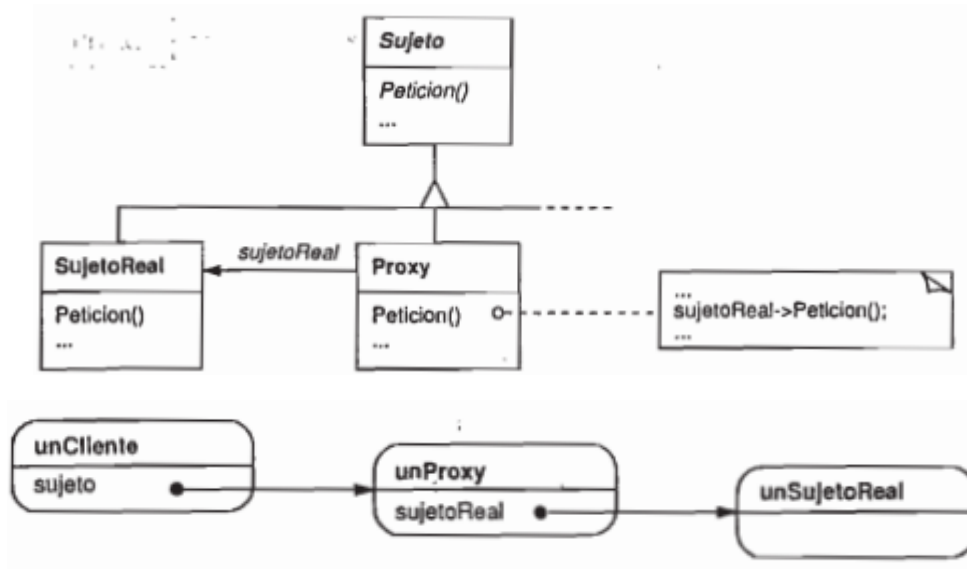 Sujeto
Peticion()
...
SujetoReal
Peticion()
...
sujetoReal
Proxy
Peticion()
...
...
sujetoReal->Peticion();
...
unCliente
sujeto
unProxy
sujetoReal
unSujetoReal